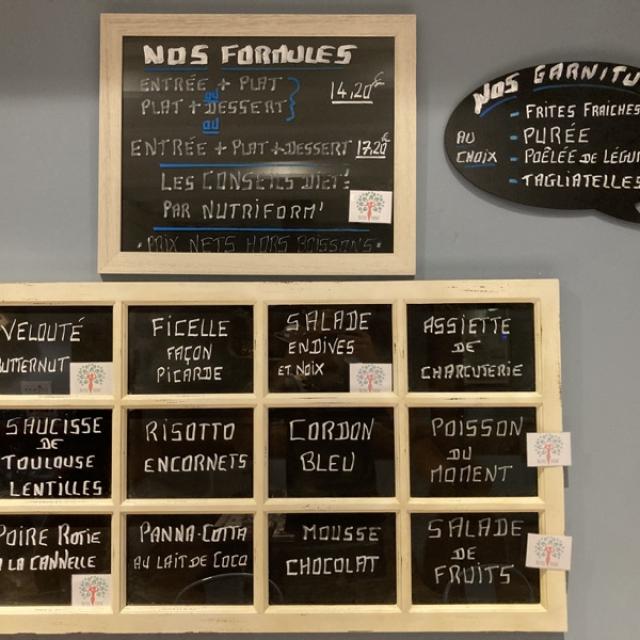 NOS FORMULES
ENTRÉE + PLAT
ou
PLAT + DESSERT
14,20€
ou
ENTRÉE + PLAT + DESSERT 17,20€
LES CONSEILS DIET:
PAR NUTRIFORM'
• PRIX NETS HORS BOISSONS •
NOS GARNITU
AU CHOIX
- FRITES FRAICHES
- PURÉE
- POÊLÉE DE LÉGU
- TAGLIATELLES
VELOUTÉ
UTTERNUT
FICELLE
FAÇON
PICARDE
SALADE
ENDIVES
ET NOIX
ASSIETTE
DE
CHARCUTERIE
SAUCISSE
DE
TOULOUSE
LENTILLES
RISOTTO
ENCORNETS
CORDON
BLEU
POISSON
DU
MOMENT
POIRE ROTIE
A LA CANNELLE
PANNA-COTTA
AU LAIT DE COCO
MOUSSE
CHOCOLAT
SALADE
DE
FRUITS